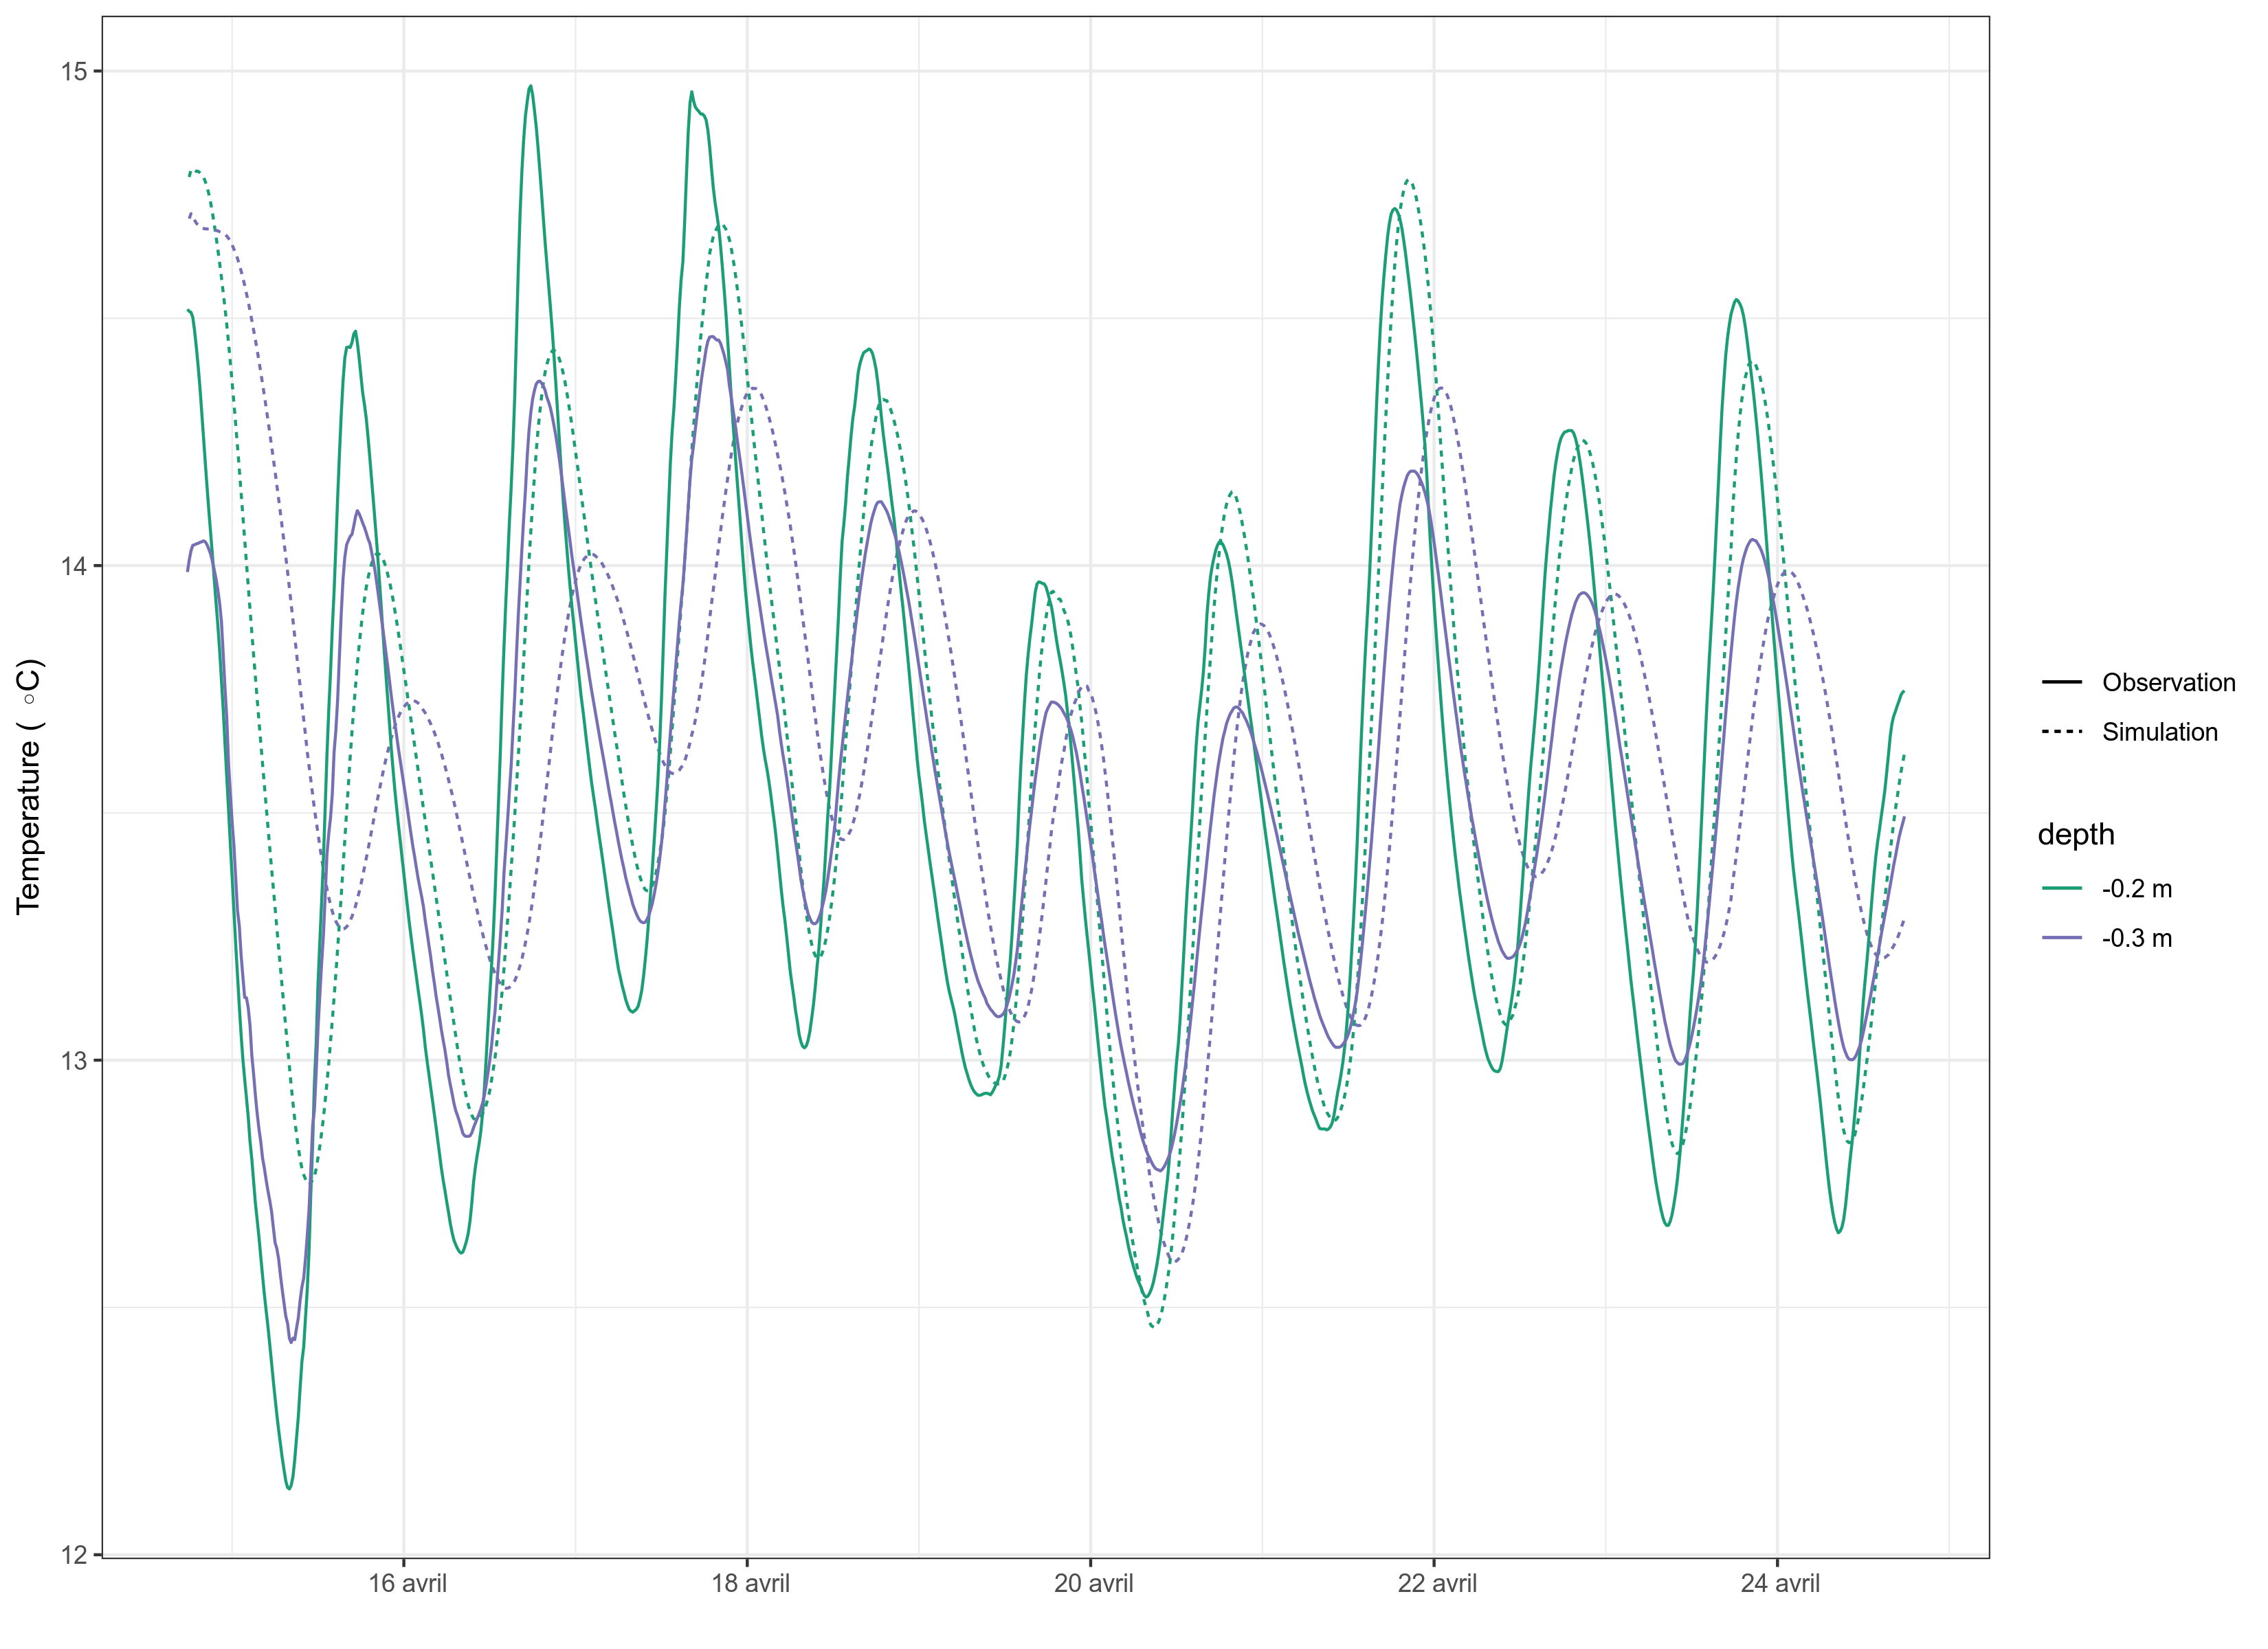 15
14
13
12
Temperature ( ◦C)
16 avril
18 avril
20 avril
22 avril
24 avril
Observation
Simulation
depth
-0.2 m
-0.3 m